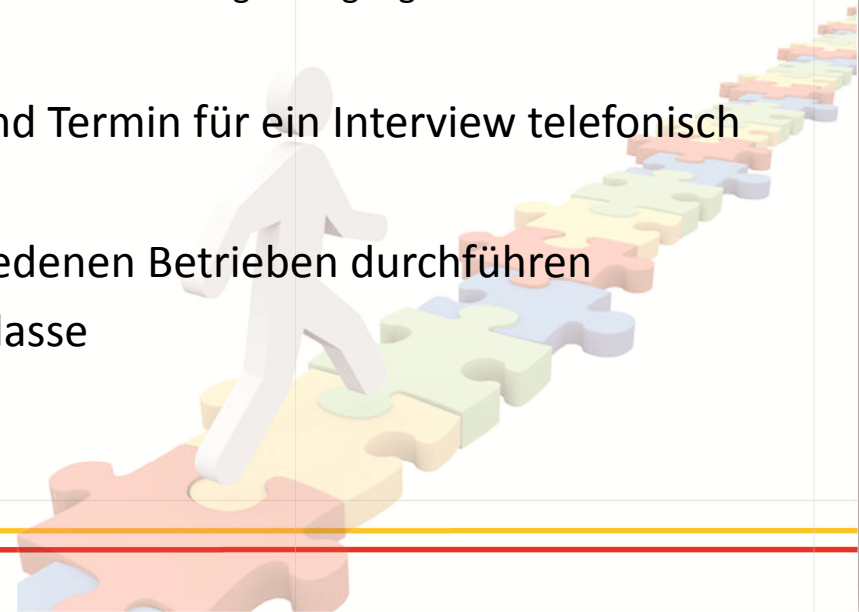 nd Termin für ein Interview telefonisch
edenen Betrieben durchführen
lasse